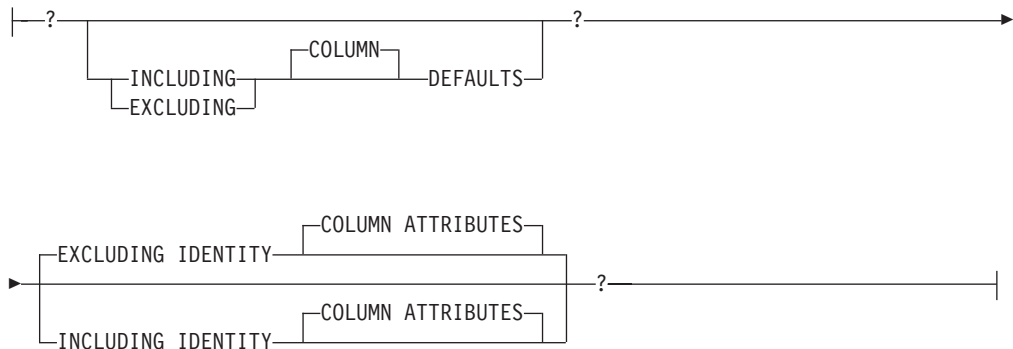 ? ?
COLUMN
INCLUDING DEFAULTS
EXCLUDING
COLUMN ATTRIBUTES
EXCLUDING IDENTITY
?
COLUMN ATTRIBUTES
INCLUDING IDENTITY